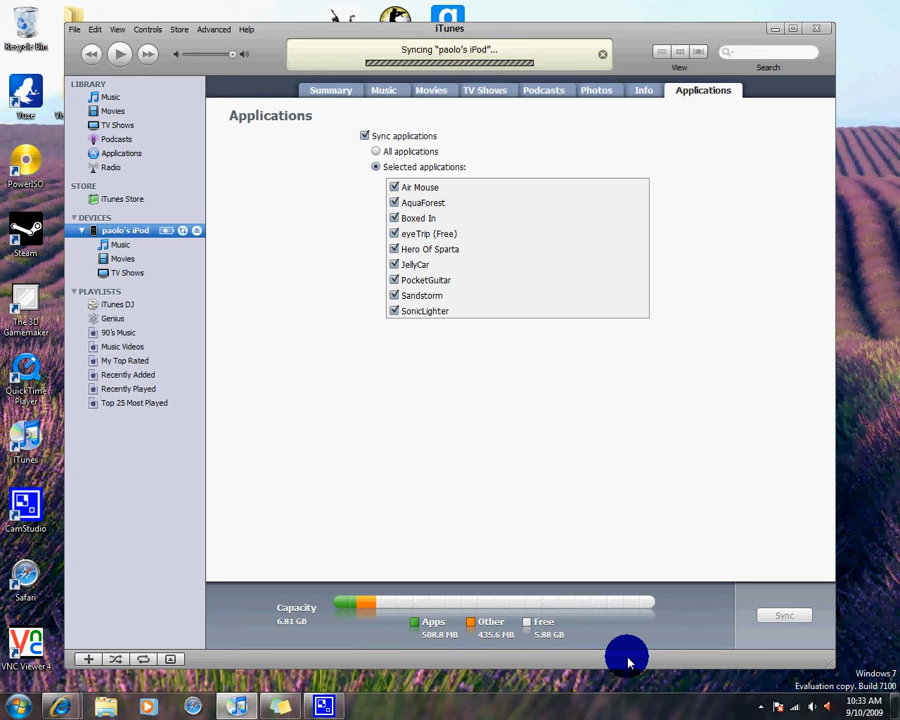 Recycle Bin
Vuze
PowerISO
Steam
The 3D
Gamemaker
QuickTime
Player
iTunes
CamStudio
Safari
VNC Viewer 4
iTunes
File Edit View Controls Store Advanced Help
Syncing “paolo's iPod”...
View
Search
LIBRARY
Music
Movies
TV Shows
Podcasts
Applications
Radio
STORE
iTunes Store
DEVICES
paolo's iPod
Music
Movies
TV Shows
PLAYLISTS
iTunes DJ
Genius
90's Music
Music Videos
My Top Rated
Recently Added
Recently Played
Top 25 Most Played
Summary Music Movies TV Shows Podcasts Photos Info Applications
Applications
Sync applications
All applications
Selected applications:
Air Mouse
AquaForest
Boxed In
eyeTrip (Free)
Hero Of Sparta
JellyCar
PocketGuitar
Sandstorm
SonicLighter
Capacity
6.81 GB
Apps
508.8 MB
Other
435.6 MB
Free
5.88 GB
Sync
Windows 7
Evaluation copy. Build 7100
10:33 AM
9/10/2009